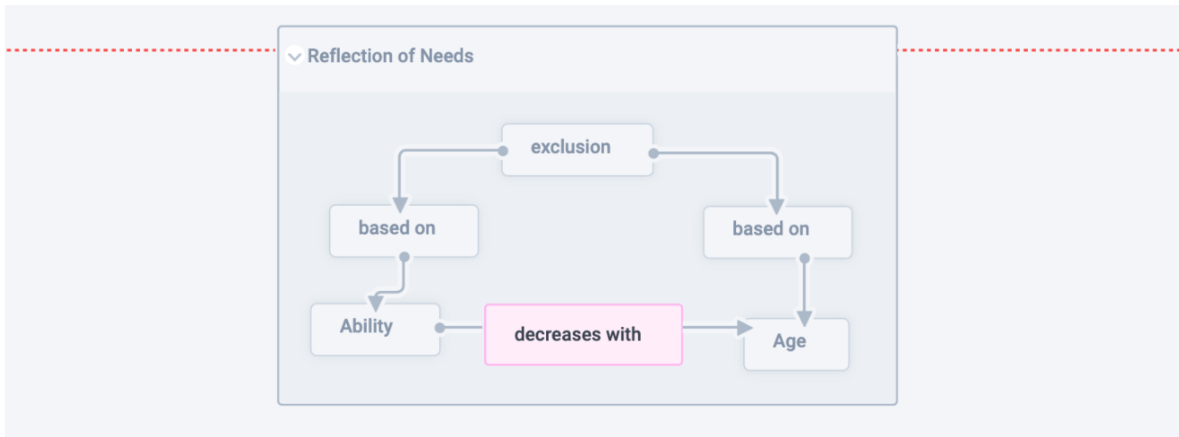 Reflection of Needs
exclusion
based on
based on
Ability
decreases with
Age